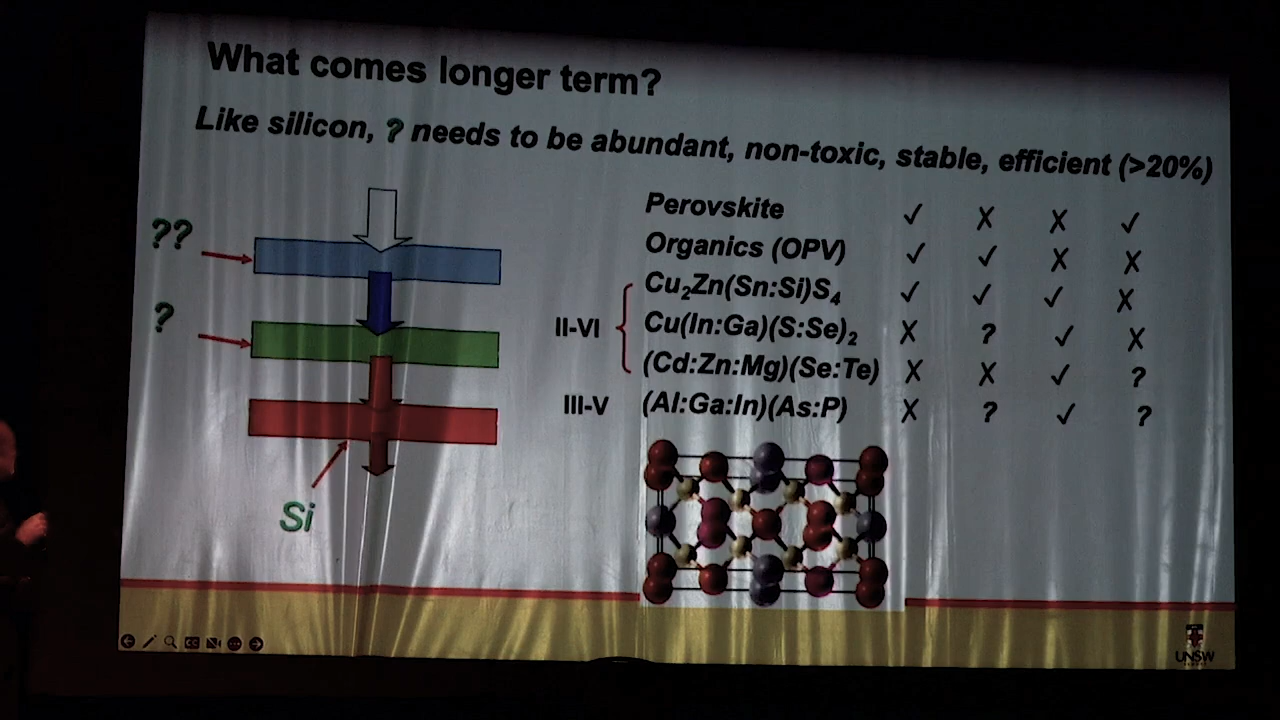 What comes longer term?
Like silicon, ? needs to be abundant, non-toxic, stable, efficient (>20%)
??
?
Si
Perovskite ✓ X X ✓
Organics (OPV) ✓ ✓ X X
II-VI
Cu₂Zn(Sn:Si)S₄ ✓ ✓ ✓ X
Cu(In:Ga)(S:Se)₂ X ? ✓ X
(Cd:Zn:Mg)(Se:Te) X X ✓ ?
III-V (Al:Ga:In)(As:P) X ? ✓ ?
UNSW